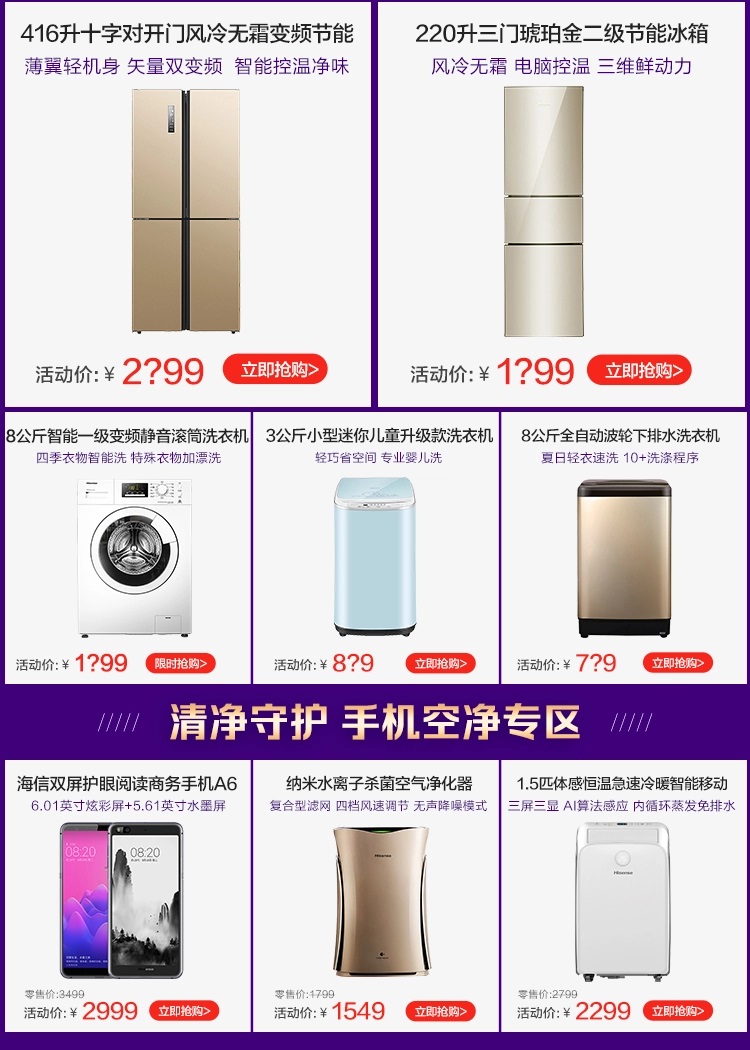 416升十字对开门风冷无霜变频节能
薄翼轻机身 矢量双变频 智能控温净味
活动价: ¥ 2?99 立即抢购>
220升三门琥珀金二级节能冰箱
风冷无霜 电脑控温 三维鲜动力
活动价: ¥ 1?99 立即抢购>
8公斤智能一级变频静音滚筒洗衣机
四季衣物智能洗 特殊衣物加漂洗
Hisense
活动价: ¥ 1?99 限时抢购>
3公斤小型迷你儿童升级款洗衣机
轻巧省空间 专业婴儿洗
活动价: ¥ 8?9 立即抢购>
8公斤全自动波轮下排水洗衣机
夏日轻衣速洗 10+洗涤程序
活动价: ¥ 7?9 立即抢购>
清净守护 手机空净专区
海信双屏护眼阅读商务手机A6
6.01英寸炫彩屏+5.61英寸水墨屏
08:20
08:20
零售价:3499
活动价: ¥ 2999 立即抢购>
纳米水离子杀菌空气净化器
复合型滤网 四档风速调节 无声降噪模式
Hisense
零售价:1799
活动价: ¥ 1549 立即抢购>
1.5匹体感恒温急速冷暖智能移动
三屏三显 AI算法感应 内循环蒸发免排水
Hisense
零售价:2799
活动价: ¥ 2299 立即抢购>